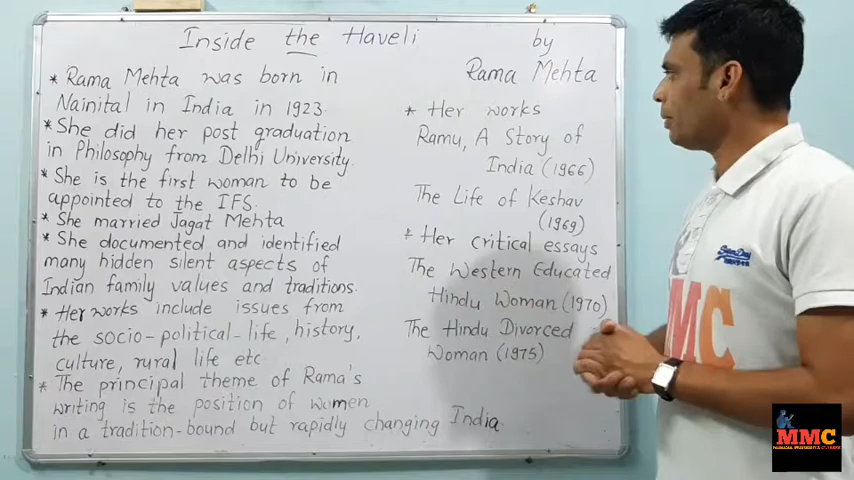 Inside the Haveli
by
Rama Mehta
* Rama Mehta was born in
Nainital in India in 1923.
* She did her post graduation
in Philosophy from Delhi University.
* She is the first woman to be
appointed to the IFS.
* She married Jagat Mehta
* She documented and identified
many hidden silent aspects of
Indian family values and traditions.
* Her works include issues from
the socio-political-life, history,
culture, rural life etc
* The principal theme of Rama's
writing is the position of women
in a tradition-bound but rapidly changing India.
* Her works
Ramu, A Story of
India (1966)
The Life of Keshav
(1969)
* Her critical essays
The Western Educated
Hindu Woman (1970)
The Hindu Divorced
Woman (1975)
MMC
MMC